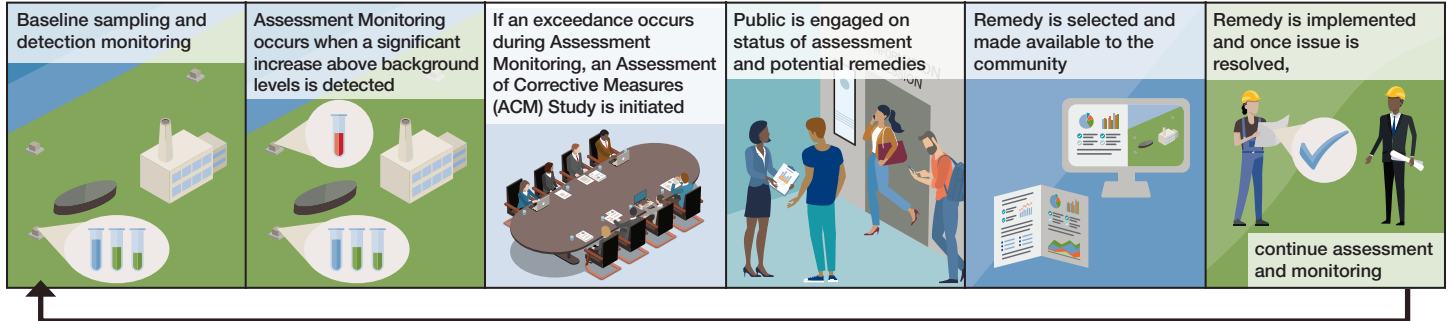 Baseline sampling and
detection monitoring
Assessment Monitoring
occurs when a significant
increase above background
levels is detected
If an exceedance occurs
during Assessment
Monitoring, an Assessment
of Corrective Measures
(ACM) Study is initiated
Public is engaged on
status of assessment
and potential remedies
Remedy is selected and
made available to the
community
Remedy is implemented
and once issue is
resolved,
continue assessment
and monitoring